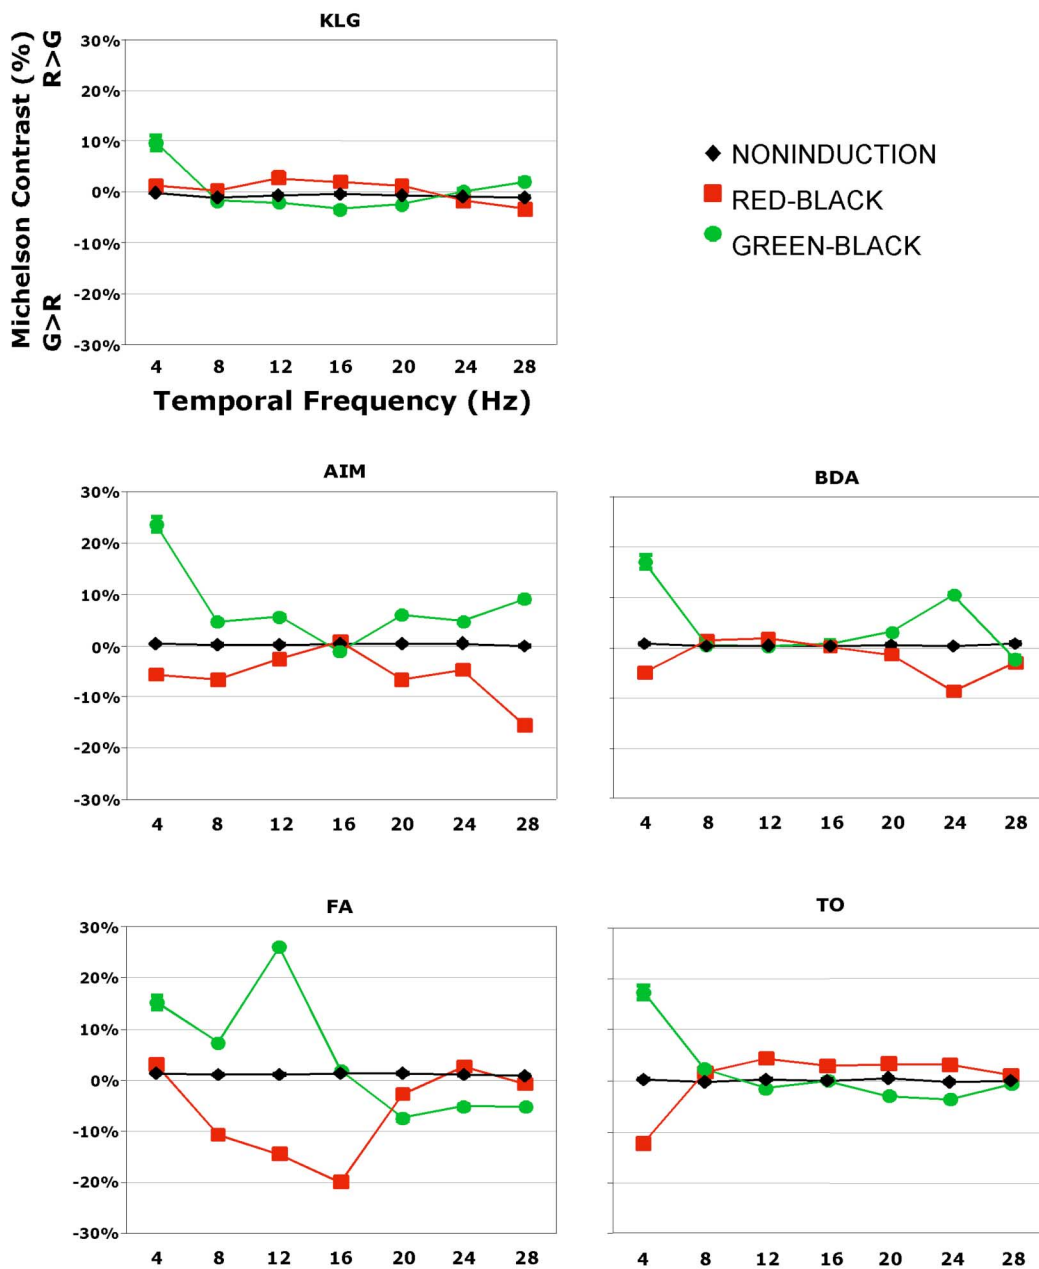 KLG
Michelson Contrast (%)
R>G
G>R
30%
20%
10%
0%
-10%
-20%
-30%
4 8 12 16 20 24 28
Temporal Frequency (Hz)
NONINDUCTION
RED-BLACK
GREEN-BLACK
AIM
30%
20%
10%
0%
-10%
-20%
-30%
4 8 12 16 20 24 28
BDA
4 8 12 16 20 24 28
FA
30%
20%
10%
0%
-10%
-20%
-30%
4 8 12 16 20 24 28
TO
4 8 12 16 20 24 28